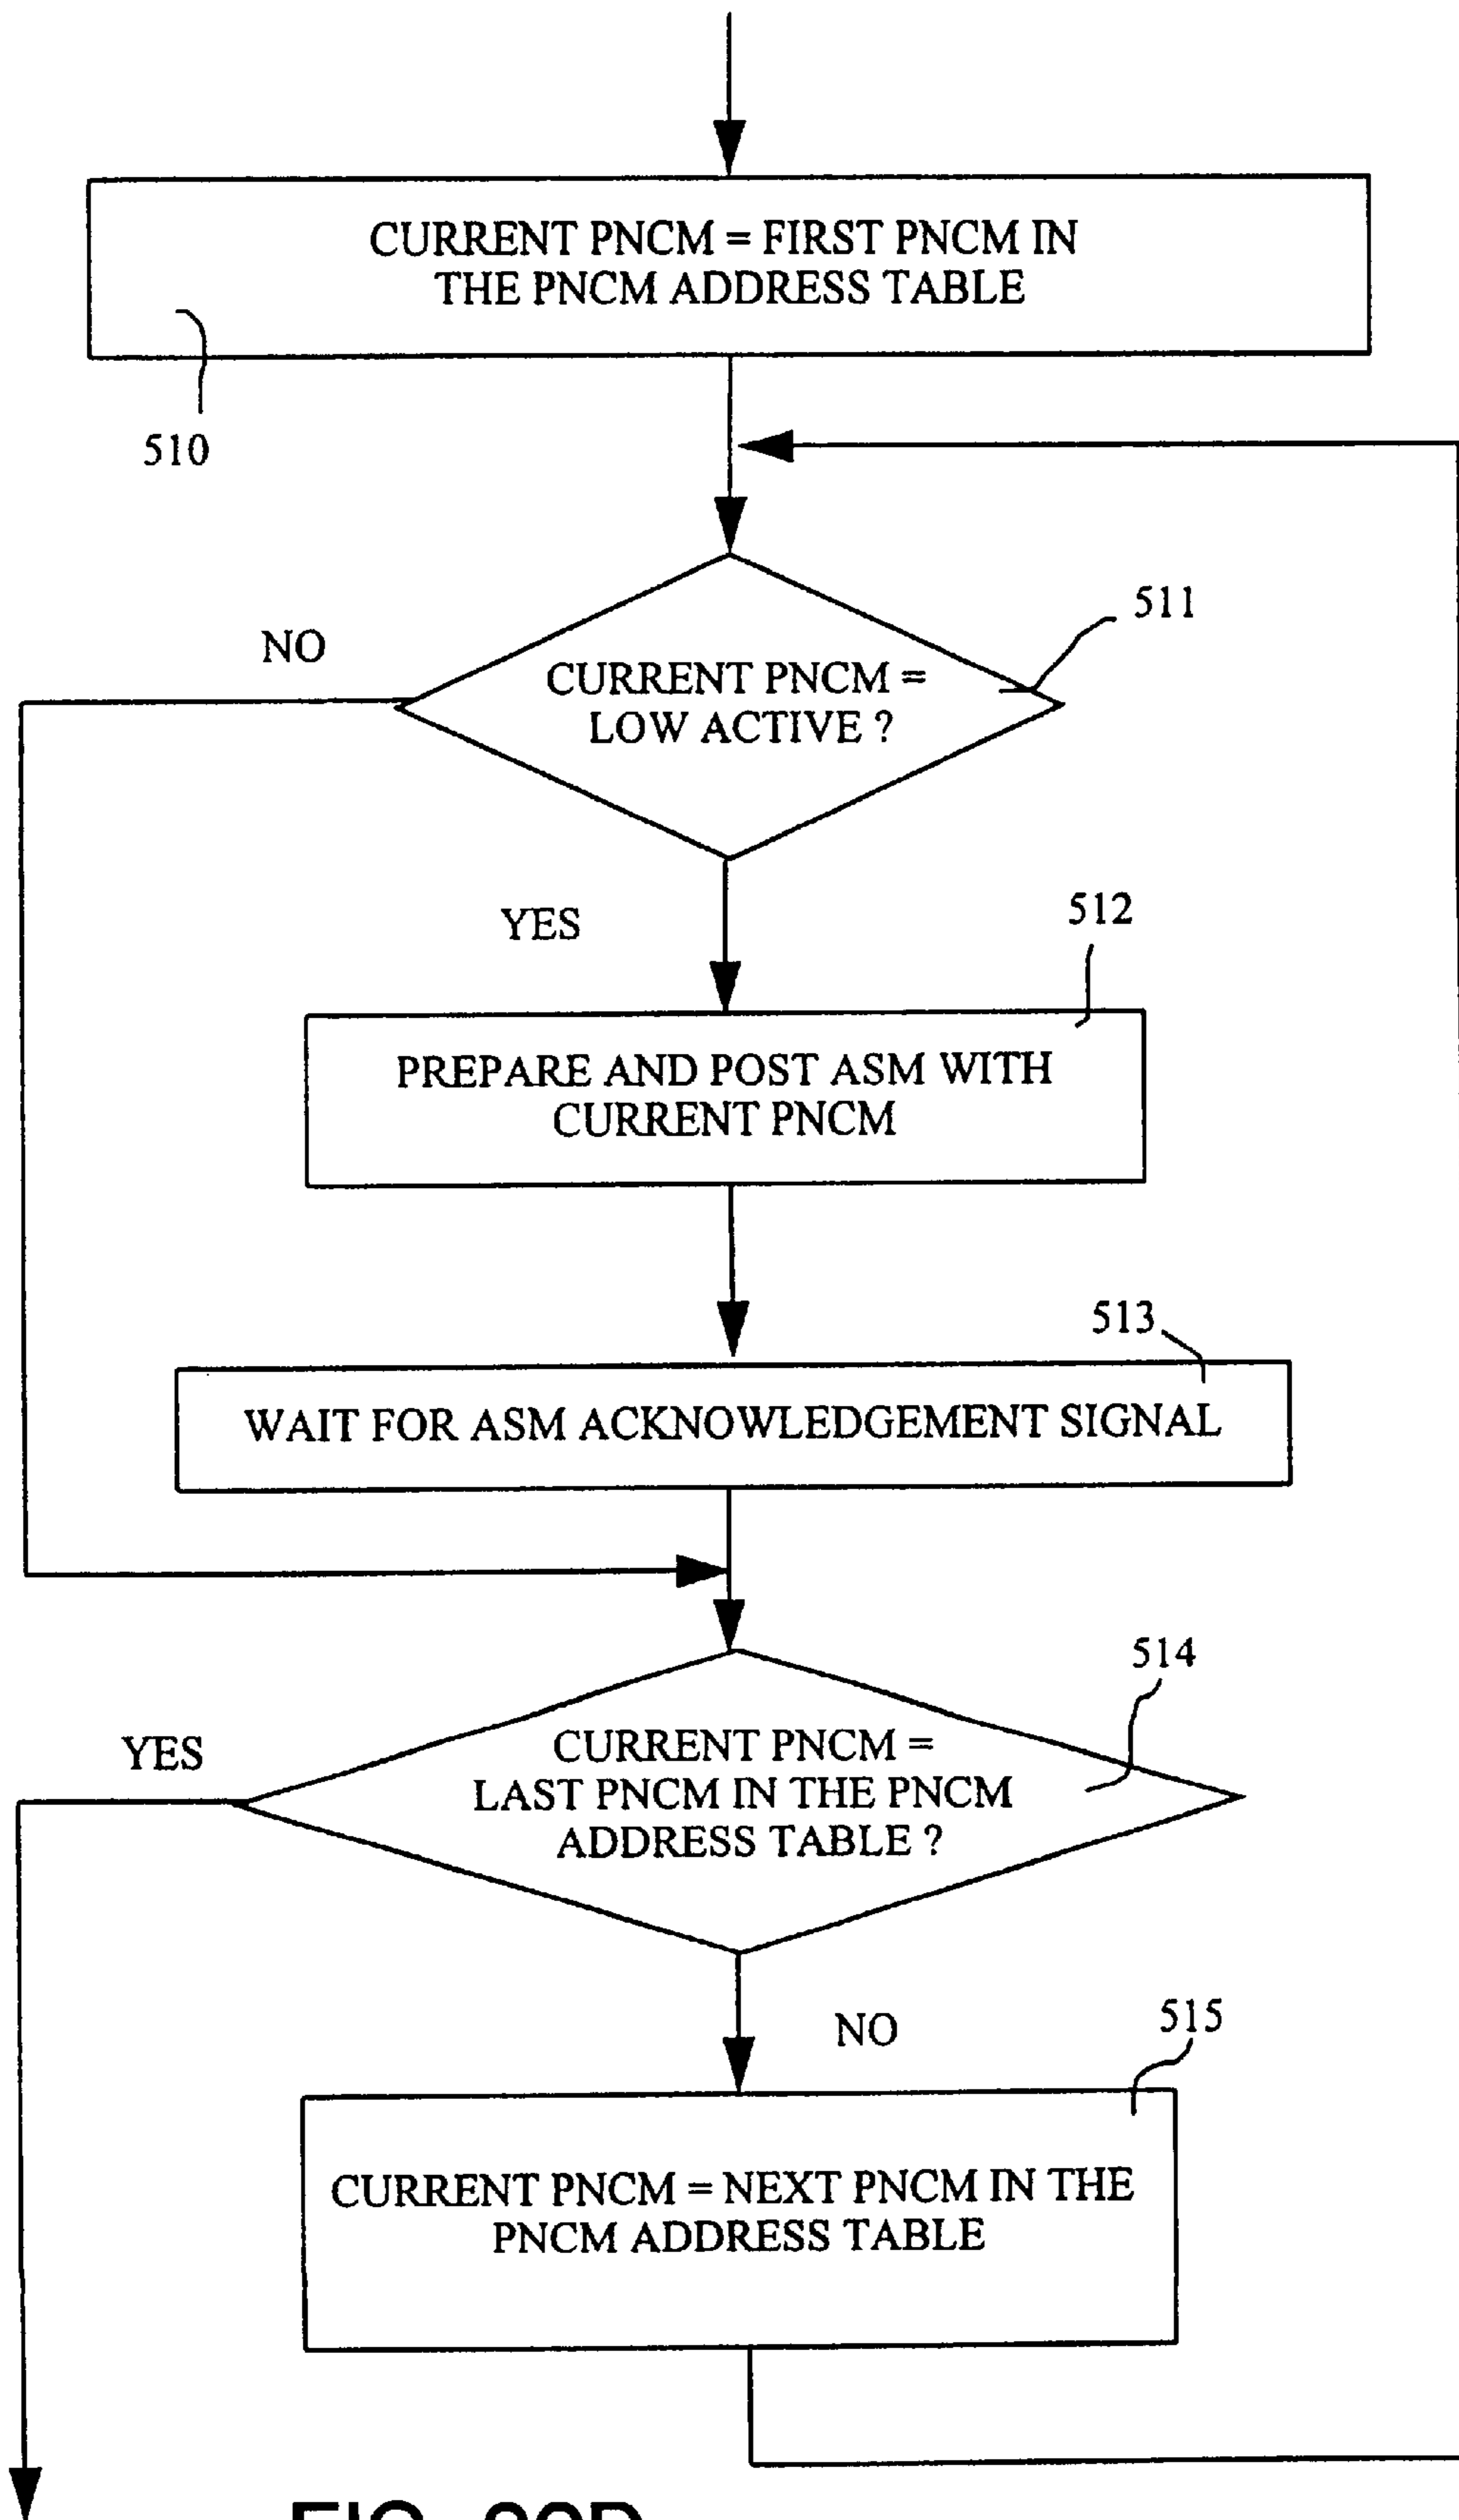 CURRENT PNCM = FIRST PNCM IN
THE PNCM ADDRESS TABLE
510
511
NO
CURRENT PNCM =
LOW ACTIVE ?
YES
512
PREPARE AND POST ASM WITH
CURRENT PNCM
513
WAIT FOR ASM ACKNOWLEDGEMENT SIGNAL
514
YES
CURRENT PNCM =
LAST PNCM IN THE PNCM
ADDRESS TABLE ?
NO
515
CURRENT PNCM = NEXT PNCM IN THE
PNCM ADDRESS TABLE
FIG.